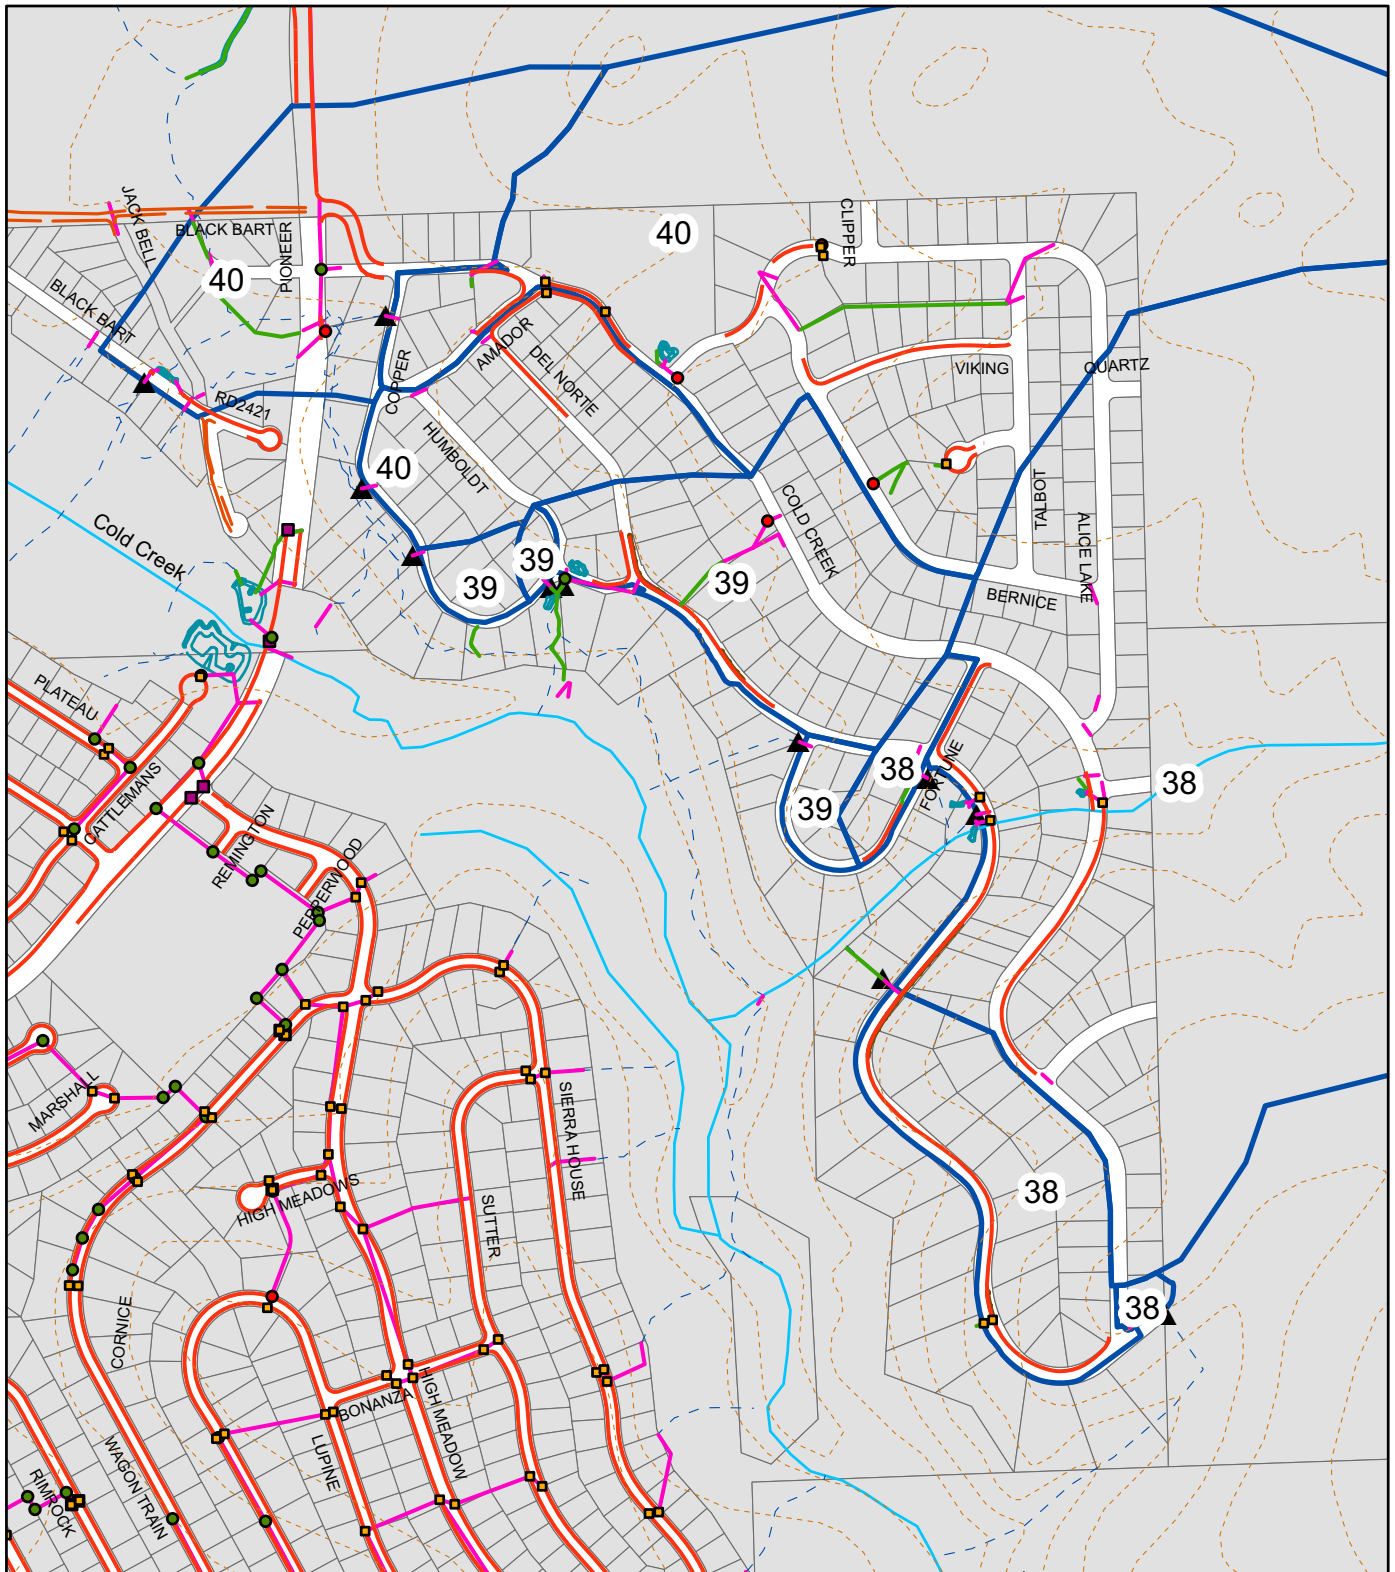 JACK BELL
BLACK BART
PIONEER
40
40
CLIPPER
BLACK BART
AMADOR
DEL NORTE
COPPER
VIKING
QUARTZ
RD2421
HUMBOLDT
40
TALBOT
COLD CREEK
ALICE LAKE
Cold Creek
39
39
39
BERNICE
PLATEAU
CATTLEMANS
38
FORTUNE
38
39
REMINGTON
PEPPERWOOD
MARSHALL
SIERRA HOUSE
HIGH MEADOWS
SUTTER
38
38
CORNICE
BONANZA
HIGH MEADOW
LUPINE
WAGON TRAIN
RIMROCK